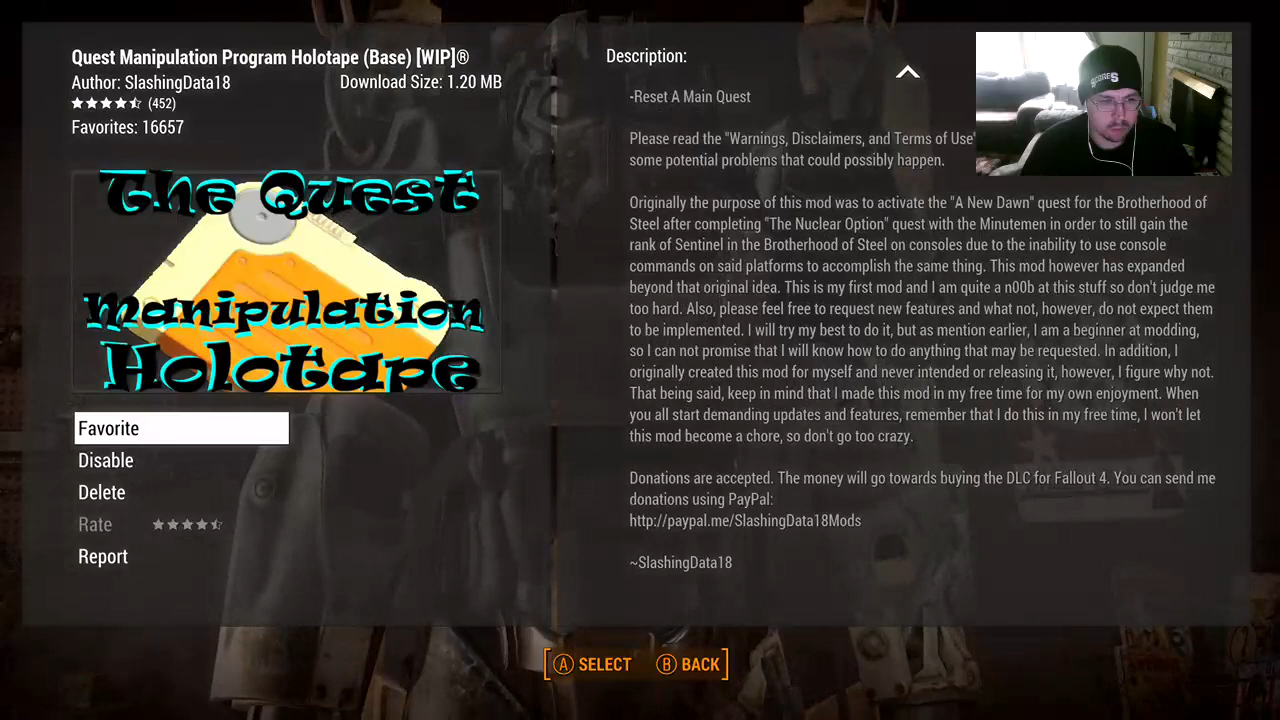 Quest Manipulation Program Holotape (Base) [WIP]®
Author: SlashingData18
Download Size: 1.20 MB
(452)
Favorites: 16657
The Quest
Manipulation
Holotape
Favorite
Disable
Delete
Rate
Report
Description:
-Reset A Main Quest
Please read the "Warnings, Disclaimers, and Terms of Use"
some potential problems that could possibly happen.
Originally the purpose of this mod was to activate the "A New Dawn" quest for the Brotherhood of
Steel after completing "The Nuclear Option" quest with the Minutemen in order to still gain the
rank of Sentinel in the Brotherhood of Steel on consoles due to the inability to use console
commands on said platforms to accomplish the same thing. This mod however has expanded
beyond that original idea. This is my first mod and I am quite a n00b at this stuff so don't judge me
too hard. Also, please feel free to request new features and what not, however, do not expect them
to be implemented. I will try my best to do it, but as mention earlier, I am a beginner at modding,
so I can not promise that I will know how to do anything that may be requested. In addition, I
originally created this mod for myself and never intended or releasing it, however, I figure why not.
That being said, keep in mind that I made this mod in my free time for my own enjoyment. When
you all start demanding updates and features, remember that I do this in my free time, I won't let
this mod become a chore, so don't go too crazy.
Donations are accepted. The money will go towards buying the DLC for Fallout 4. You can send me
donations using PayPal:
http://paypal.me/SlashingData18Mods
~SlashingData18
A SELECT B BACK